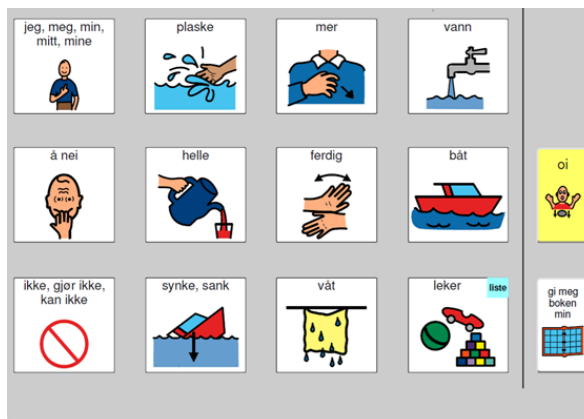 jeg, meg, min,
mitt, mine
plaske
mer
vann
å nei
helle
ferdig
båt
oi
ikke, gjør ikke,
kan ikke
synke, sank
våt
leker
liste
gi meg
boken
min